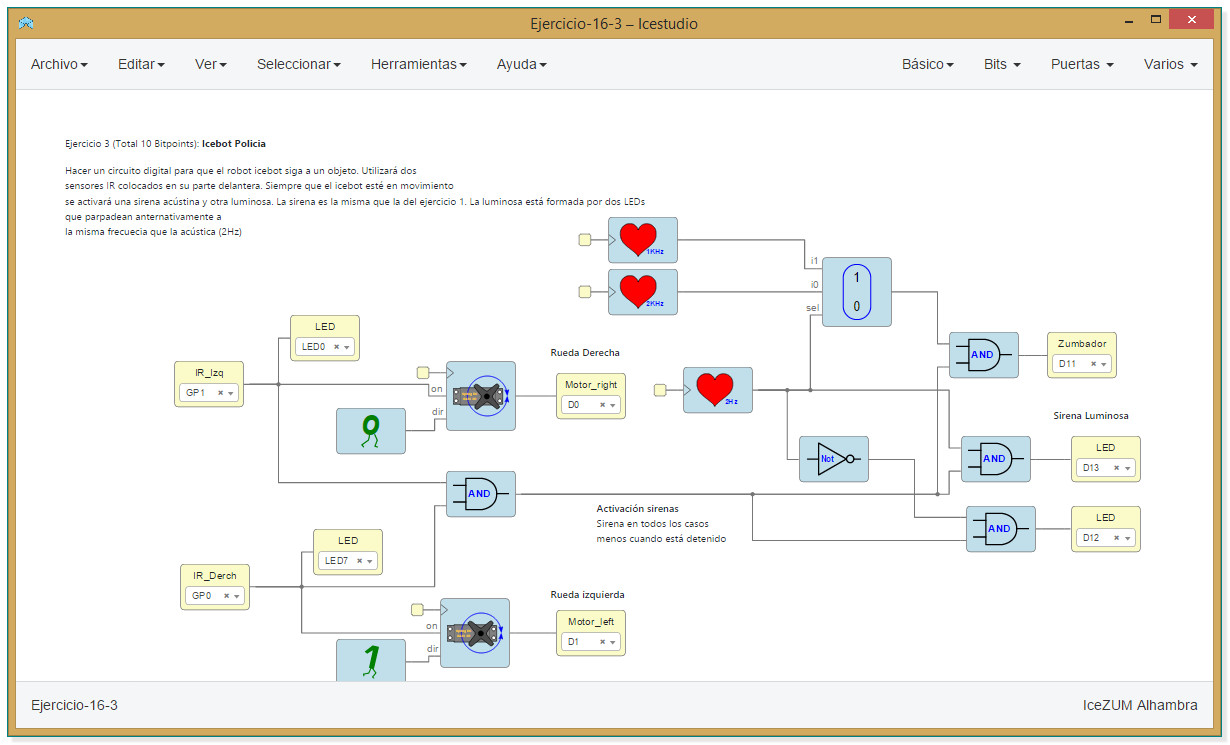 Ejercicio-16-3 – Icestudio
Archivo Editar Ver Seleccionar Herramientas Ayuda Básico Bits Puertas Varios
Ejercicio 3 (Total 10 Bitpoints): Icebot Policia
Hacer un circuito digital para que el robot icebot siga a un objeto. Utilizará dos
sensores IR colocados en su parte delantera. Siempre que el icebot esté en movimiento
se activará una sirena acústina y otra luminosa. La sirena es la misma que la del ejercicio 1. La luminosa está formada por dos LEDs
que parpadean anternativamente a
la misma frecuecia que la acústica (2Hz)
1KHz
2KHz
i1
i0
sel
1
0
AND
Zumbador
D11
LED
LED0
IR_Izq
GP1
Rueda Derecha
on
dir
0
Motor_right
D0
2Hz
Not
Sirena Luminosa
AND
LED
D13
AND
LED
D12
AND
Activación sirenas
Sirena en todos los casos
menos cuando está detenido
LED
LED7
IR_Derch
GP0
Rueda izquierda
on
dir
1
Motor_left
D1
Ejercicio-16-3
IceZUM Alhambra